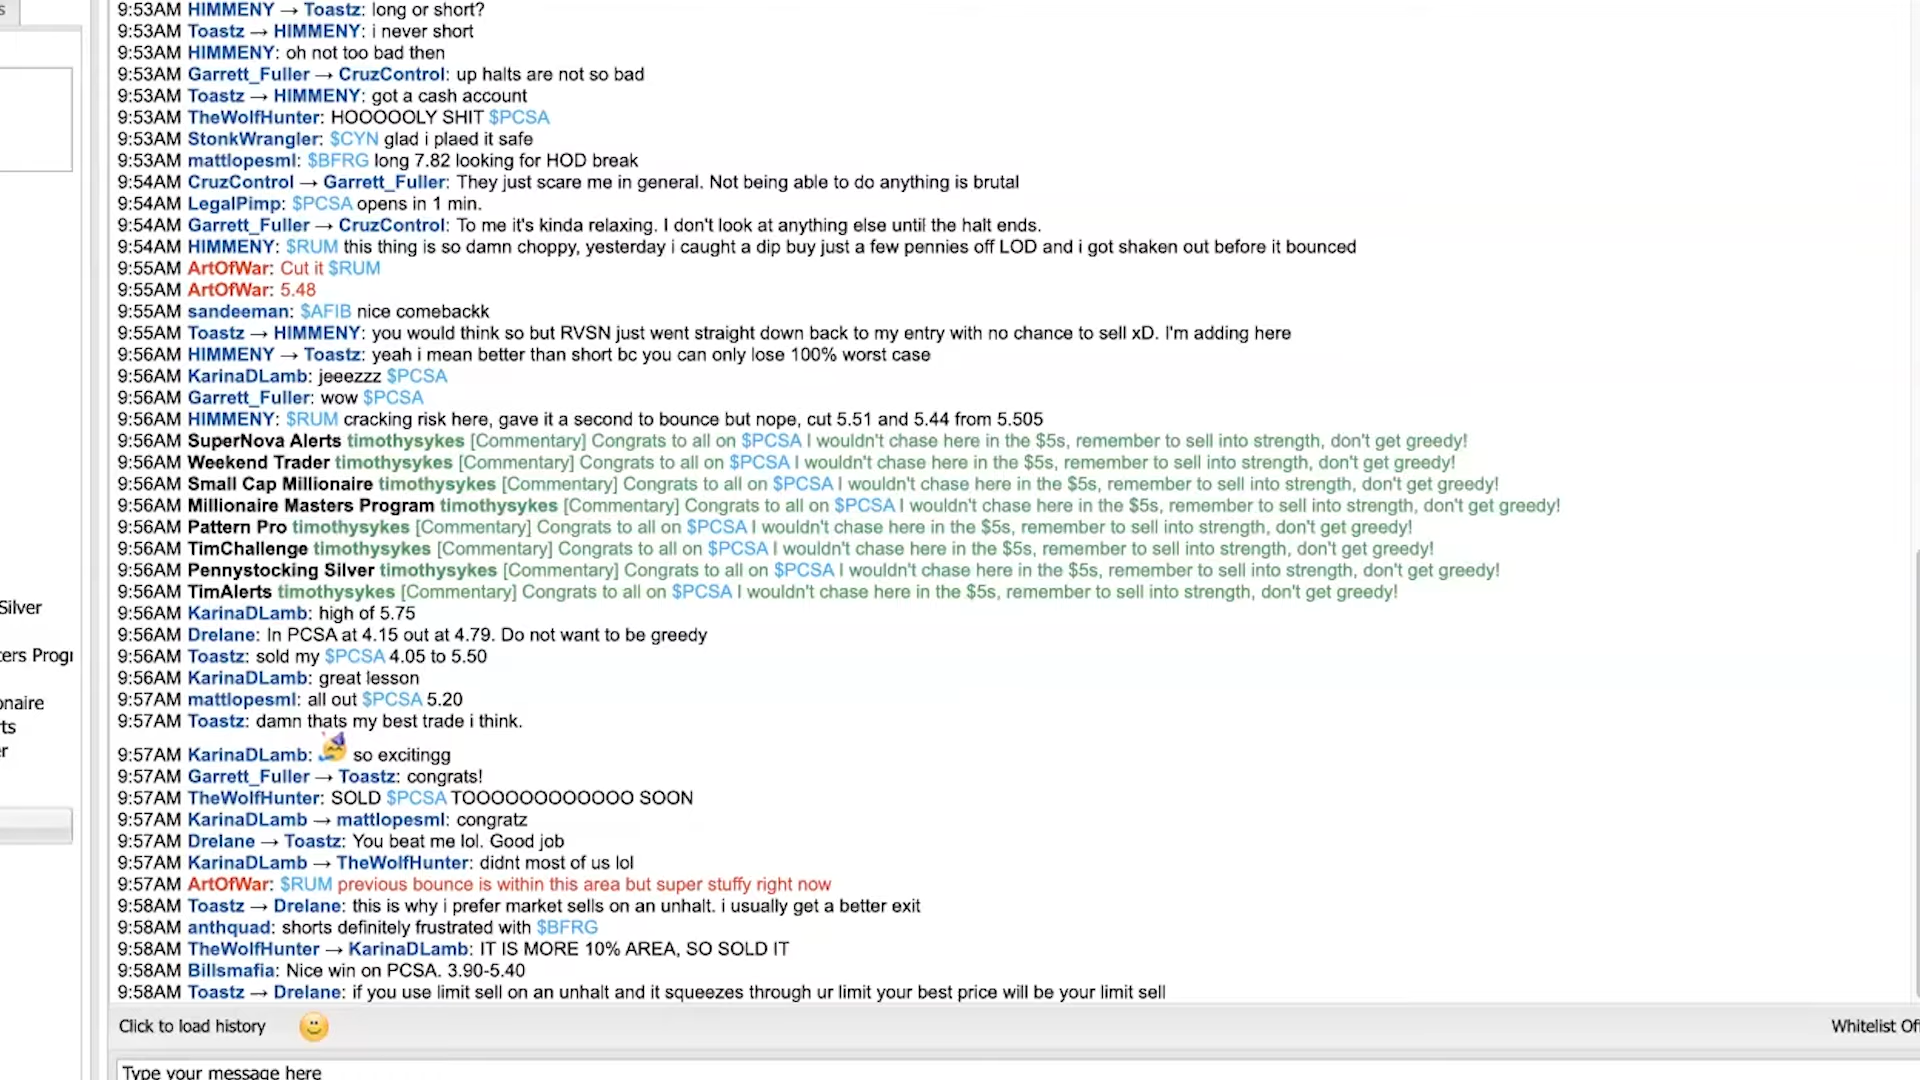 s
9:53AM HIMMENY → Toastz: long or short?
9:53AM Toastz → HIMMENY: i never short
9:53AM HIMMENY: oh not too bad then
9:53AM Garrett_Fuller → CruzControl: up halts are not so bad
9:53AM Toastz → HIMMENY: got a cash account
9:53AM TheWolfHunter: HOOOOOLY SHIT $PCSA
9:53AM StonkWrangler: $CYN glad i plaed it safe
9:53AM mattlopesml: $BFRG long 7.82 looking for HOD break
9:54AM CruzControl → Garrett_Fuller: They just scare me in general. Not being able to do anything is brutal
9:54AM LegalPimp: $PCSA opens in 1 min.
9:54AM Garrett_Fuller → CruzControl: To me it's kinda relaxing. I don't look at anything else until the halt ends.
9:54AM HIMMENY: $RUM this thing is so damn choppy, yesterday i caught a dip buy just a few pennies off LOD and i got shaken out before it bounced
9:55AM ArtOfWar: Cut it $RUM
9:55AM ArtOfWar: 5.48
9:55AM sandeeman: $AFIB nice comebackk
9:55AM Toastz → HIMMENY: you would think so but RVSN just went straight down back to my entry with no chance to sell xD. I'm adding here
9:56AM HIMMENY → Toastz: yeah i mean better than short bc you can only lose 100% worst case
9:56AM KarinaDLamb: jeeezzz $PCSA
9:56AM Garrett_Fuller: wow $PCSA
9:56AM HIMMENY: $RUM cracking risk here, gave it a second to bounce but nope, cut 5.51 and 5.44 from 5.505
9:56AM SuperNova Alerts timothysykes [Commentary] Congrats to all on $PCSA I wouldn't chase here in the $5s, remember to sell into strength, don't get greedy!
9:56AM Weekend Trader timothysykes [Commentary] Congrats to all on $PCSA I wouldn't chase here in the $5s, remember to sell into strength, don't get greedy!
9:56AM Small Cap Millionaire timothysykes [Commentary] Congrats to all on $PCSA I wouldn't chase here in the $5s, remember to sell into strength, don't get greedy!
9:56AM Millionaire Masters Program timothysykes [Commentary] Congrats to all on $PCSA I wouldn't chase here in the $5s, remember to sell into strength, don't get greedy!
9:56AM Pattern Pro timothysykes [Commentary] Congrats to all on $PCSA I wouldn't chase here in the $5s, remember to sell into strength, don't get greedy!
9:56AM TimChallenge timothysykes [Commentary] Congrats to all on $PCSA I wouldn't chase here in the $5s, remember to sell into strength, don't get greedy!
9:56AM Pennystocking Silver timothysykes [Commentary] Congrats to all on $PCSA I wouldn't chase here in the $5s, remember to sell into strength, don't get greedy!
9:56AM TimAlerts timothysykes [Commentary] Congrats to all on $PCSA I wouldn't chase here in the $5s, remember to sell into strength, don't get greedy!
9:56AM KarinaDLamb: high of 5.75
9:56AM Drelane: In PCSA at 4.15 out at 4.79. Do not want to be greedy
9:56AM Toastz: sold my $PCSA 4.05 to 5.50
9:56AM KarinaDLamb: great lesson
9:57AM mattlopesml: all out $PCSA 5.20
9:57AM Toastz: damn thats my best trade i think.
9:57AM KarinaDLamb: 🥳 so excitingg
9:57AM Garrett_Fuller → Toastz: congrats!
9:57AM TheWolfHunter: SOLD $PCSA TOOOOOOOOOOOO SOON
9:57AM KarinaDLamb → mattlopesml: congratz
9:57AM Drelane → Toastz: You beat me lol. Good job
9:57AM KarinaDLamb → TheWolfHunter: didnt most of us lol
9:57AM ArtOfWar: $RUM previous bounce is within this area but super stuffy right now
9:58AM Toastz → Drelane: this is why i prefer market sells on an unhalt. i usually get a better exit
9:58AM anthquad: shorts definitely frustrated with $BFRG
9:58AM TheWolfHunter → KarinaDLamb: IT IS MORE 10% AREA, SO SOLD IT
9:58AM Billsmafia: Nice win on PCSA. 3.90-5.40
9:58AM Toastz → Drelane: if you use limit sell on an unhalt and it squeezes through ur limit your best price will be your limit sell
Silver
ters Progr
onaire
ts
r
Click to load history
Whitelist Of
Type your message here